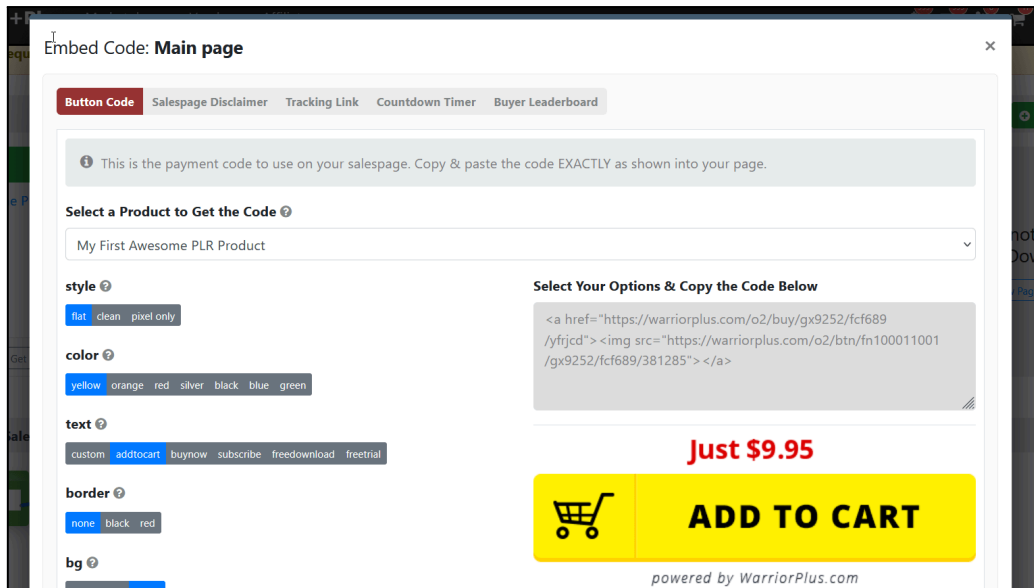 Embed Code: Main page
×
Button Code Salespage Disclaimer Tracking Link Countdown Timer Buyer Leaderboard
This is the payment code to use on your salespage. Copy & paste the code EXACTLY as shown into your page.
Select a Product to Get the Code
My First Awesome PLR Product
style
flat clean pixel only
color
yellow orange red silver black blue green
text
custom addtocart buynow subscribe freedownload freetrial
border
none black red
bg
Select Your Options & Copy the Code Below
<a href="https://warriorplus.com/o2/buy/gx9252/fcf689
/yfrjcd"><img src="https://warriorplus.com/o2/btn/fn100011001
/gx9252/fcf689/381285"></a>
Just $9.95
ADD TO CART
powered by WarriorPlus.com